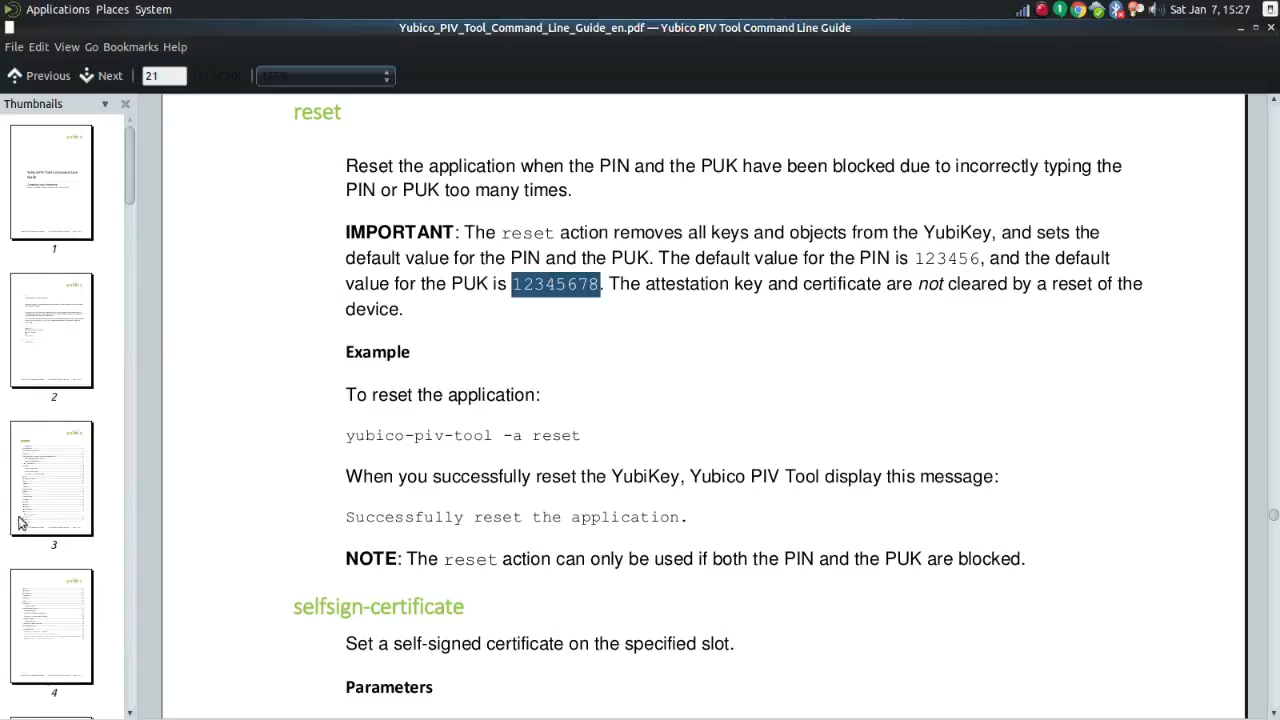 Applications Places System
Sat Jan 7, 15:27
Yubico_PIV_Tool_Command_Line_Guide_en.pdf — Yubico PIV Tool Command Line Guide
File Edit View Go Bookmarks Help
Previous Next 21 (21 of 30) 175%
Thumbnails
1
2
3
4
reset
Reset the application when the PIN and the PUK have been blocked due to incorrectly typing the
PIN or PUK too many times.
IMPORTANT: The reset action removes all keys and objects from the YubiKey, and sets the
default value for the PIN and the PUK. The default value for the PIN is 123456, and the default
value for the PUK is 12345678. The attestation key and certificate are not cleared by a reset of the
device.
Example
To reset the application:
yubico-piv-tool -a reset
When you successfully reset the YubiKey, Yubico PIV Tool display this message:
Successfully reset the application.
NOTE: The reset action can only be used if both the PIN and the PUK are blocked.
selfsign-certificate
Set a self-signed certificate on the specified slot.
Parameters